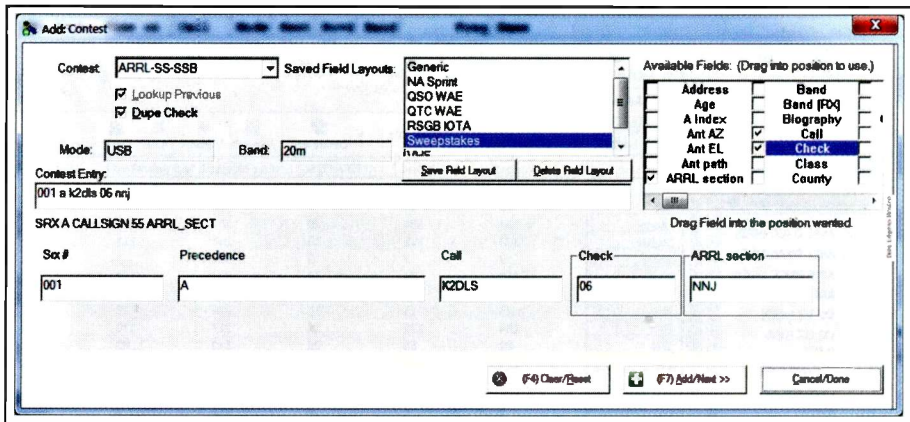 Add: Contest
Contest: ARRL-SS-SSB
Lookup Previous
Dupe Check
Mode: USB Band: 20m
Saved Field Layouts:
Generic
NA Sprint
QSO WAE
QTC WAE
RSGB IOTA
Sweepstakes
Save Field Layout Delete Field Layout
Available Fields: (Drag into position to use.)
Address Band
Age Band (RX)
A Index Biography
Ant AZ Call
Ant EL Check
Ant path Class
ARRL section County
Drag Field into the position wanted.
Contest Entry:
001 a k2dls 06 nnj
SRX A CALLSIGN 55 ARRL_SECT
Srx # Precedence Call Check ARRL section
001 A K2DLS 06 NNJ
(F4) Clear/Reset (F7) Add/Next >> Cancel/Done